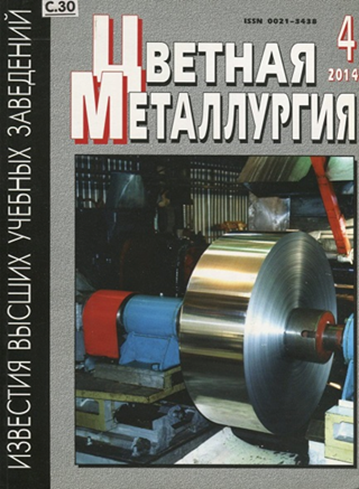 С.30
ISSN 0021-3438
4
2014
ЦВЕТНАЯ
МЕТАЛЛУРГИЯ
ИЗВЕСТИЯ ВЫСШИХ УЧЕБНЫХ ЗАВЕДЕНИЙ